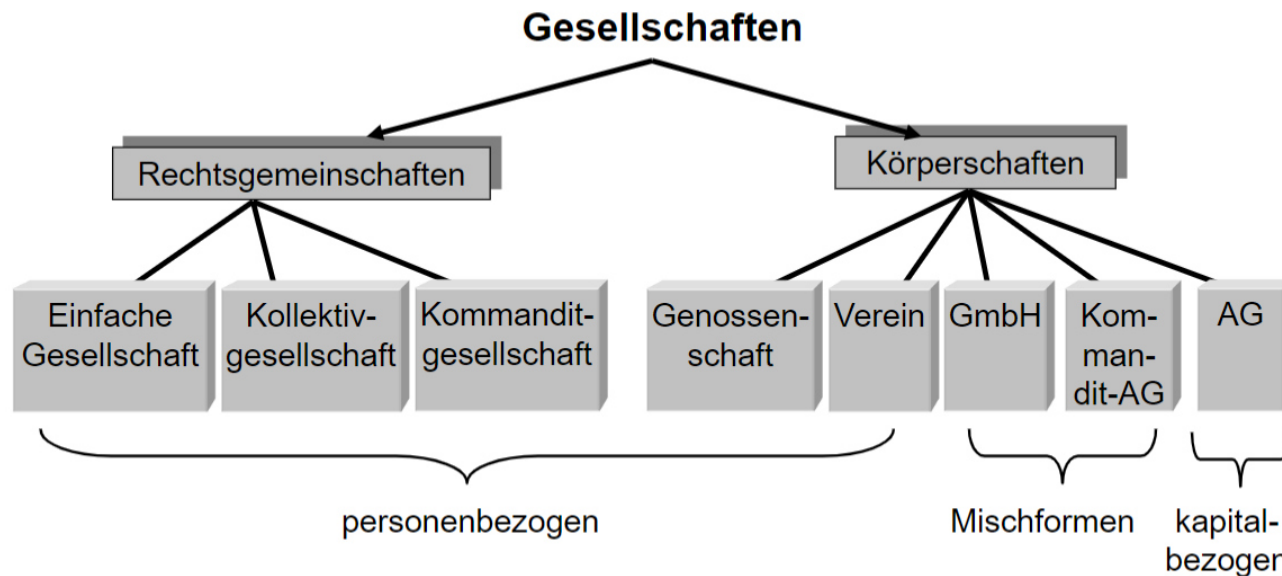 Gesellschaften
Rechtsgemeinschaften
Körperschaften
Einfache
Gesellschaft
Kollektiv-
gesellschaft
Kommandit-
gesellschaft
Genossen-
schaft
Verein
GmbH
Kom-
man-
dit-AG
AG
personenbezogen
Mischformen
kapital-
bezogen